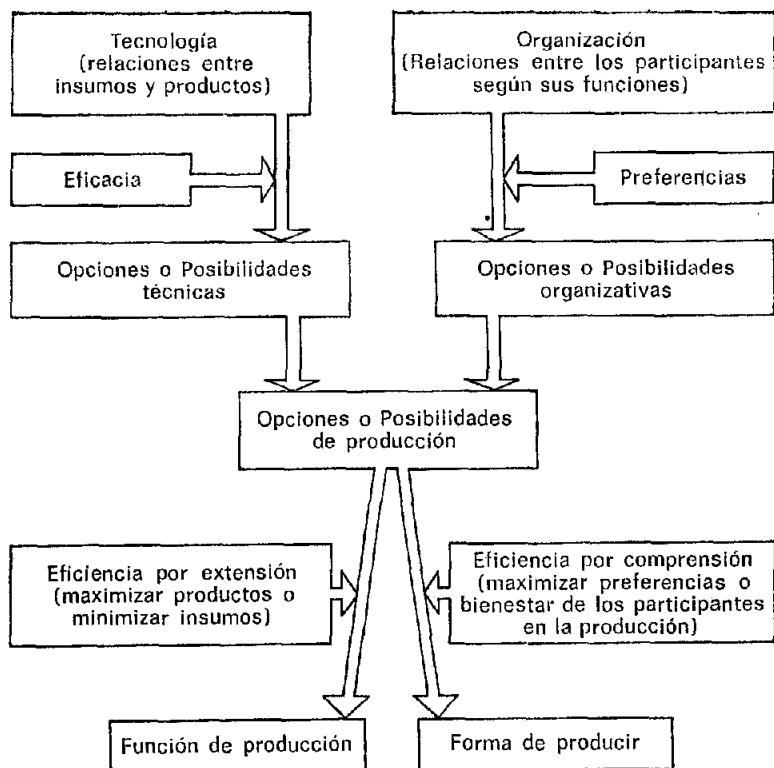 Tecnología
(relaciones entre
insumos y productos)
Organización
(Relaciones entre los participantes
según sus funciones)
Eficacia
Preferencias
Opciones o Posibilidades
técnicas
Opciones o Posibilidades
organizativas
Opciones o Posibilidades
de producción
Eficiencia por extensión
(maximizar productos o
minimizar insumos)
Eficiencia por comprensión
(maximizar preferencias o
bienestar de los participantes
en la producción)
Función de producción
Forma de producir